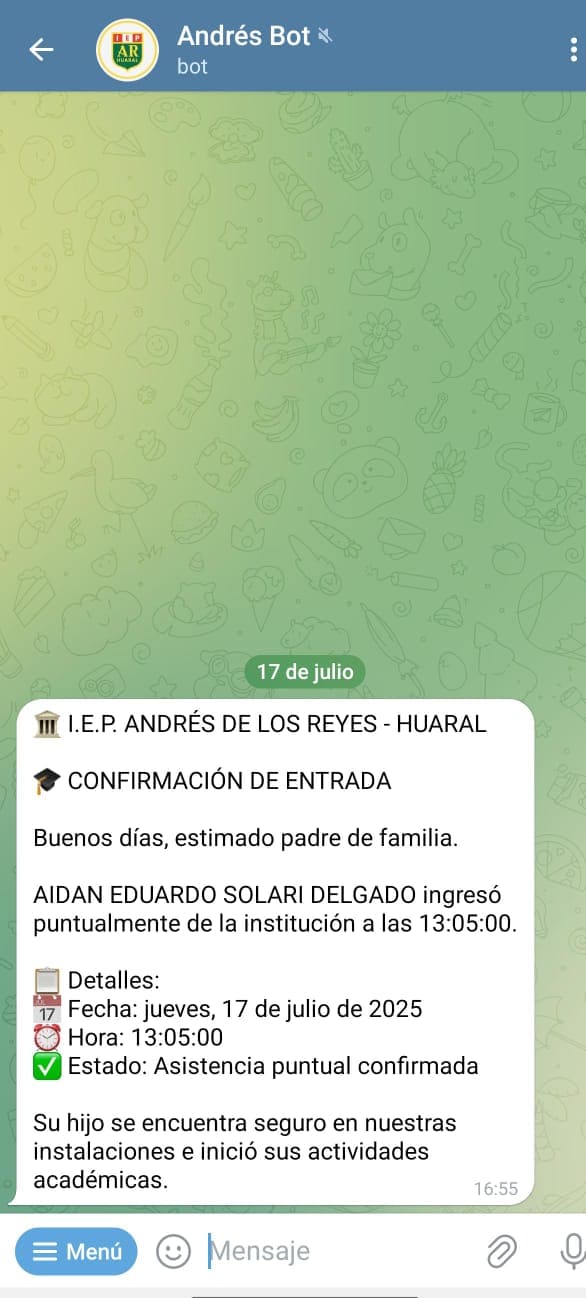 IEP
AR
HUARAL
Andrés Bot
bot
17 de julio
I.E.P. ANDRÉS DE LOS REYES - HUARAL
CONFIRMACIÓN DE ENTRADA
Buenos días, estimado padre de familia.
AIDAN EDUARDO SOLARI DELGADO ingresó
puntualmente de la institución a las 13:05:00.
Detalles:
17 Fecha: jueves, 17 de julio de 2025
Hora: 13:05:00
Estado: Asistencia puntual confirmada
Su hijo se encuentra seguro en nuestras
instalaciones e inició sus actividades
académicas.
16:55
Menú
Mensaje